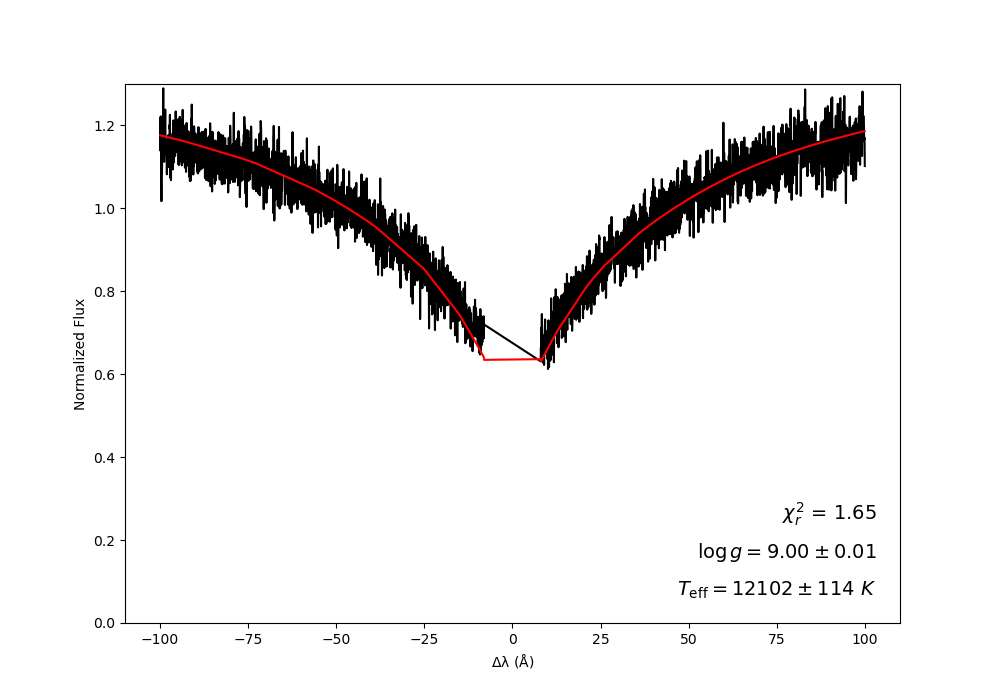 1.2
1.0
0.8
0.6
0.4
0.2
0.0
Normalized Flux
χ²ᵣ = 1.65
log g = 9.00 ± 0.01
T_eff = 12102 ± 114 K
−100 −75 −50 −25 0 25 50 75 100
Δλ (Å)